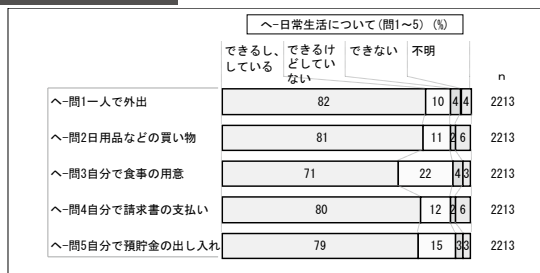 ヘ-日常生活について(問1～5) (%)
できるし、 できるけ できない 不明
している どしてい
ない
n
ヘ-問1一人で外出 82 10 4 4 2213
ヘ-問2日用品などの買い物 81 11 2 6 2213
ヘ-問3自分で食事の用意 71 22 4 3 2213
ヘ-問4自分で請求書の支払い 80 12 2 6 2213
ヘ-問5自分で預貯金の出し入れ 79 15 3 3 2213